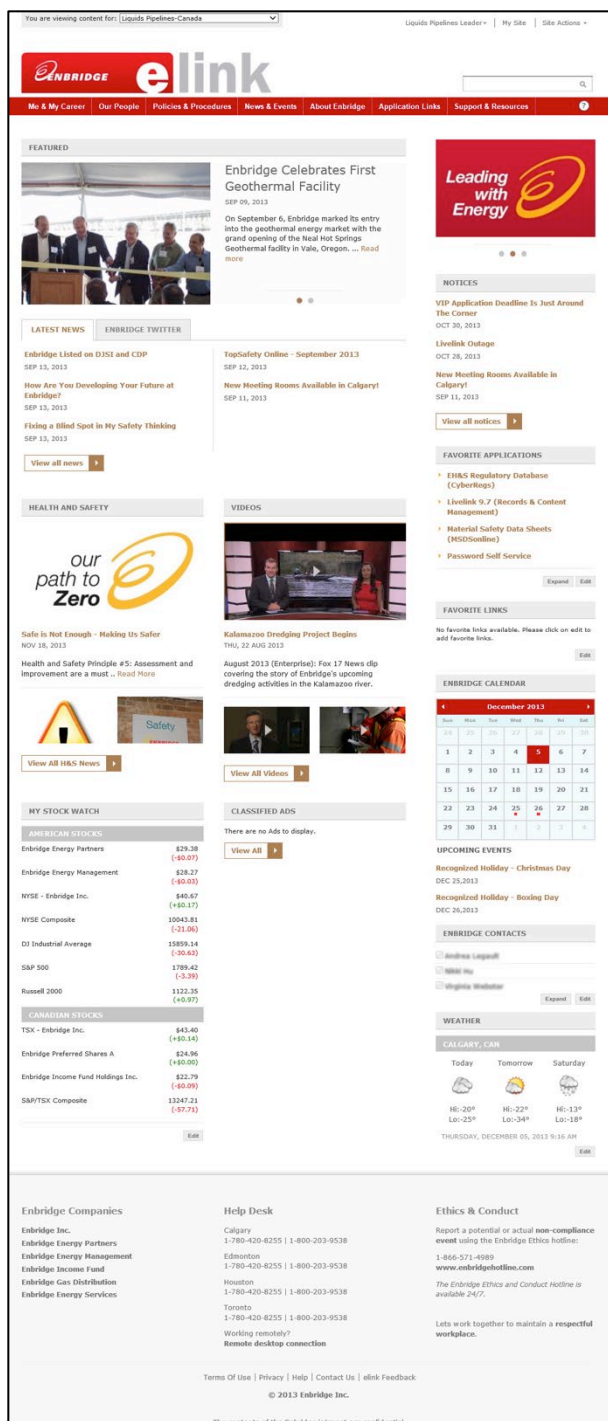 You are viewing content for: Liquids Pipelines-Canada
Liquids Pipelines Leader | My Site | Site Actions
ENBRIDGE elink
Me & My Career Our People Policies & Procedures News & Events About Enbridge Application Links Support & Resources ?
FEATURED
Enbridge Celebrates First
Geothermal Facility
SEP 09, 2013
On September 6, Enbridge marked its entry
into the geothermal energy market with the
grand opening of the Neal Hot Springs
Geothermal facility in Vale, Oregon. ... Read
more
LATEST NEWS ENBRIDGE TWITTER
Enbridge Listed on DJSI and CDP
SEP 13, 2013
How Are You Developing Your Future at
Enbridge?
SEP 13, 2013
Fixing a Blind Spot in My Safety Thinking
SEP 13, 2013
TopSafety Online - September 2013
SEP 12, 2013
New Meeting Rooms Available in Calgary!
SEP 11, 2013
View all news
HEALTH AND SAFETY
our
path to
Zero
Safe is Not Enough - Making Us Safer
NOV 18, 2013
Health and Safety Principle #5: Assessment and
improvement are a must .. Read More
Safety
View All H&S News
VIDEOS
Kalamazoo Dredging Project Begins
THU, 22 AUG 2013
August 2013 (Enterprise): Fox 17 News clip
covering the story of Enbridge's upcoming
dredging activities in the Kalamazoo river.
View All Videos
MY STOCK WATCH
AMERICAN STOCKS
Enbridge Energy Partners $29.38
(-$0.07)
Enbridge Energy Management $28.27
(-$0.03)
NYSE - Enbridge Inc. $40.67
(+$0.17)
NYSE Composite 10043.81
(-21.06)
DJ Industrial Average 15859.14
(-30.63)
S&P 500 1789.42
(-3.39)
Russell 2000 1122.35
(+0.97)
CANADIAN STOCKS
TSX - Enbridge Inc. $43.40
(+$0.14)
Enbridge Preferred Shares A $24.96
(+$0.00)
Enbridge Income Fund Holdings Inc. $22.79
(-$0.09)
S&P/TSX Composite 13247.21
(-57.71)
Edit
CLASSIFIED ADS
There are no Ads to display.
View All
Leading
with
Energy
NOTICES
VIP Application Deadline Is Just Around
The Corner
OCT 30, 2013
Livelink Outage
OCT 28, 2013
New Meeting Rooms Available in
Calgary!
SEP 11, 2013
View all notices
FAVORITE APPLICATIONS
EH&S Regulatory Database
(CyberRegs)
Livelink 9.7 (Records & Content
Management)
Material Safety Data Sheets
(MSDSonline)
Password Self Service
Expand Edit
FAVORITE LINKS
No favorite links available. Please click on edit to
add favorite links.
Edit
ENBRIDGE CALENDAR
December 2013
Sun Mon Tue Wed Thu Fri Sat
24 25 26 27 28 29 30
1 2 3 4 5 6 7
8 9 10 11 12 13 14
15 16 17 18 19 20 21
22 23 24 25 26 27 28
29 30 31 1 2 3 4
UPCOMING EVENTS
Recognized Holiday - Christmas Day
DEC 25,2013
Recognized Holiday - Boxing Day
DEC 26,2013
ENBRIDGE CONTACTS
Expand Edit
WEATHER
CALGARY, CAN
Today Tomorrow Saturday
Hi:-20° Hi:-22° Hi:-13°
Lo:-25° Lo:-34° Lo:-18°
THURSDAY, DECEMBER 05, 2013 9:16 AM
Edit
Enbridge Companies
Enbridge Inc.
Enbridge Energy Partners
Enbridge Energy Management
Enbridge Income Fund
Enbridge Gas Distribution
Enbridge Energy Services
Help Desk
Calgary
1-780-420-8255 | 1-800-203-9538
Edmonton
1-780-420-8255 | 1-800-203-9538
Houston
1-780-420-8255 | 1-800-203-9538
Toronto
1-780-420-8255 | 1-800-203-9538
Working remotely?
Remote desktop connection
Ethics & Conduct
Report a potential or actual non-compliance
event using the Enbridge Ethics hotline:
1-866-571-4989
www.enbridgehotline.com
The Enbridge Ethics and Conduct Hotline is
available 24/7.
Lets work together to maintain a respectful
workplace.
Terms Of Use | Privacy | Help | Contact Us | elink Feedback
© 2013 Enbridge Inc.